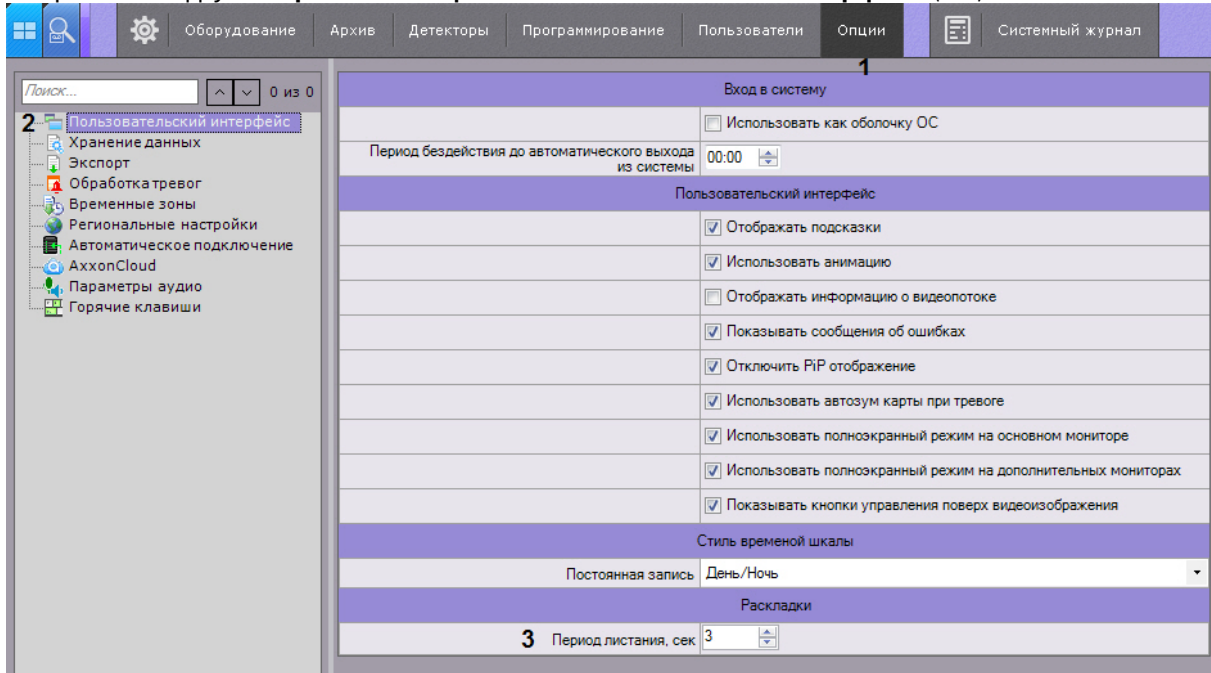 Оборудование Архив Детекторы Программирование Пользователи Опции Системный журнал
1
Поиск... 0 из 0
2 Пользовательский интерфейс
Хранение данных
Экспорт
Обработка тревог
Временные зоны
Региональные настройки
Автоматическое подключение
AxxonCloud
Параметры аудио
Горячие клавиши
Вход в систему
Использовать как оболочку ОС
Период бездействия до автоматического выхода
из системы 00:00
Пользовательский интерфейс
Отображать подсказки
Использовать анимацию
Отображать информацию о видеопотоке
Показывать сообщения об ошибках
Отключить PiP отображение
Использовать автозум карты при тревоге
Использовать полноэкранный режим на основном мониторе
Использовать полноэкранный режим на дополнительных мониторах
Показывать кнопки управления поверх видеоизображения
Стиль временой шкалы
Постоянная запись День/Ночь
Раскладки
3 Период листания, сек 3